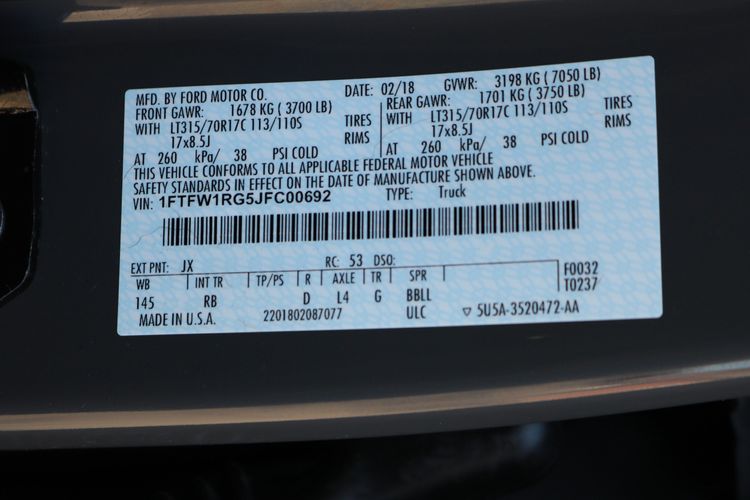 MFD. BY FORD MOTOR CO. DATE: 02/18 GVWR: 3198 KG ( 7050 LB)
FRONT GAWR: 1678 KG ( 3700 LB) REAR GAWR: 1701 KG ( 3750 LB)
WITH LT315/70R17C 113/110S TIRES WITH LT315/70R17C 113/110S TIRES
17x8.5J RIMS 17x8.5J RIMS
AT 260 kPa/ 38 PSI COLD AT 260 kPa/ 38 PSI COLD
THIS VEHICLE CONFORMS TO ALL APPLICABLE FEDERAL MOTOR VEHICLE
SAFETY STANDARDS IN EFFECT ON THE DATE OF MANUFACTURE SHOWN ABOVE.
VIN: 1FTFW1RG5JFC00692 TYPE: Truck
EXT PNT: JX RC: 53 DSO:
WB INT TR TP/PS R AXLE TR SPR F0032
145 RB D L4 G BBLL T0237
MADE IN U.S.A. 2201802087077 ULC ▽ 5U5A-3520472-AA